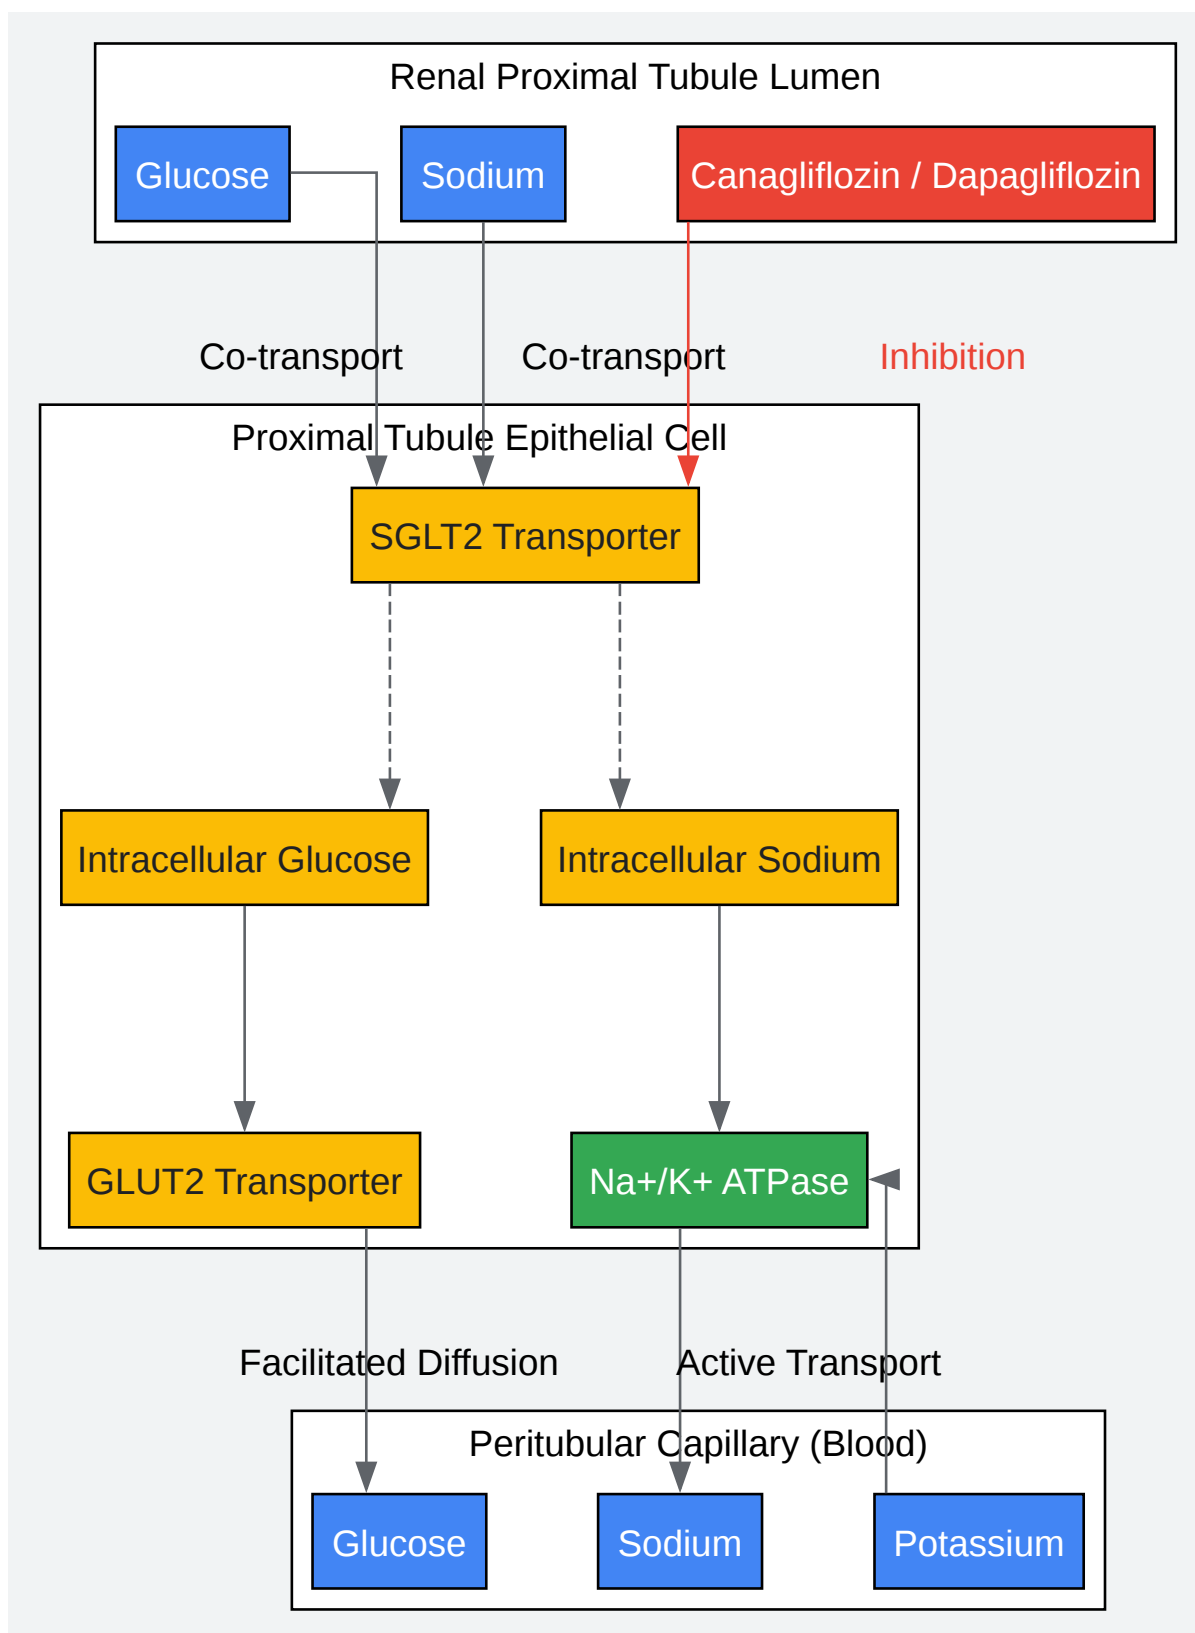 Renal Proximal Tubule Lumen
Glucose
Sodium
Canagliflozin / Dapagliflozin
Co-transport
Co-transport
Inhibition
Proximal Tubule Epithelial Cell
SGLT2 Transporter
Intracellular Glucose
Intracellular Sodium
GLUT2 Transporter
Na+/K+ ATPase
Facilitated Diffusion
Active Transport
Peritubular Capillary (Blood)
Glucose
Sodium
Potassium